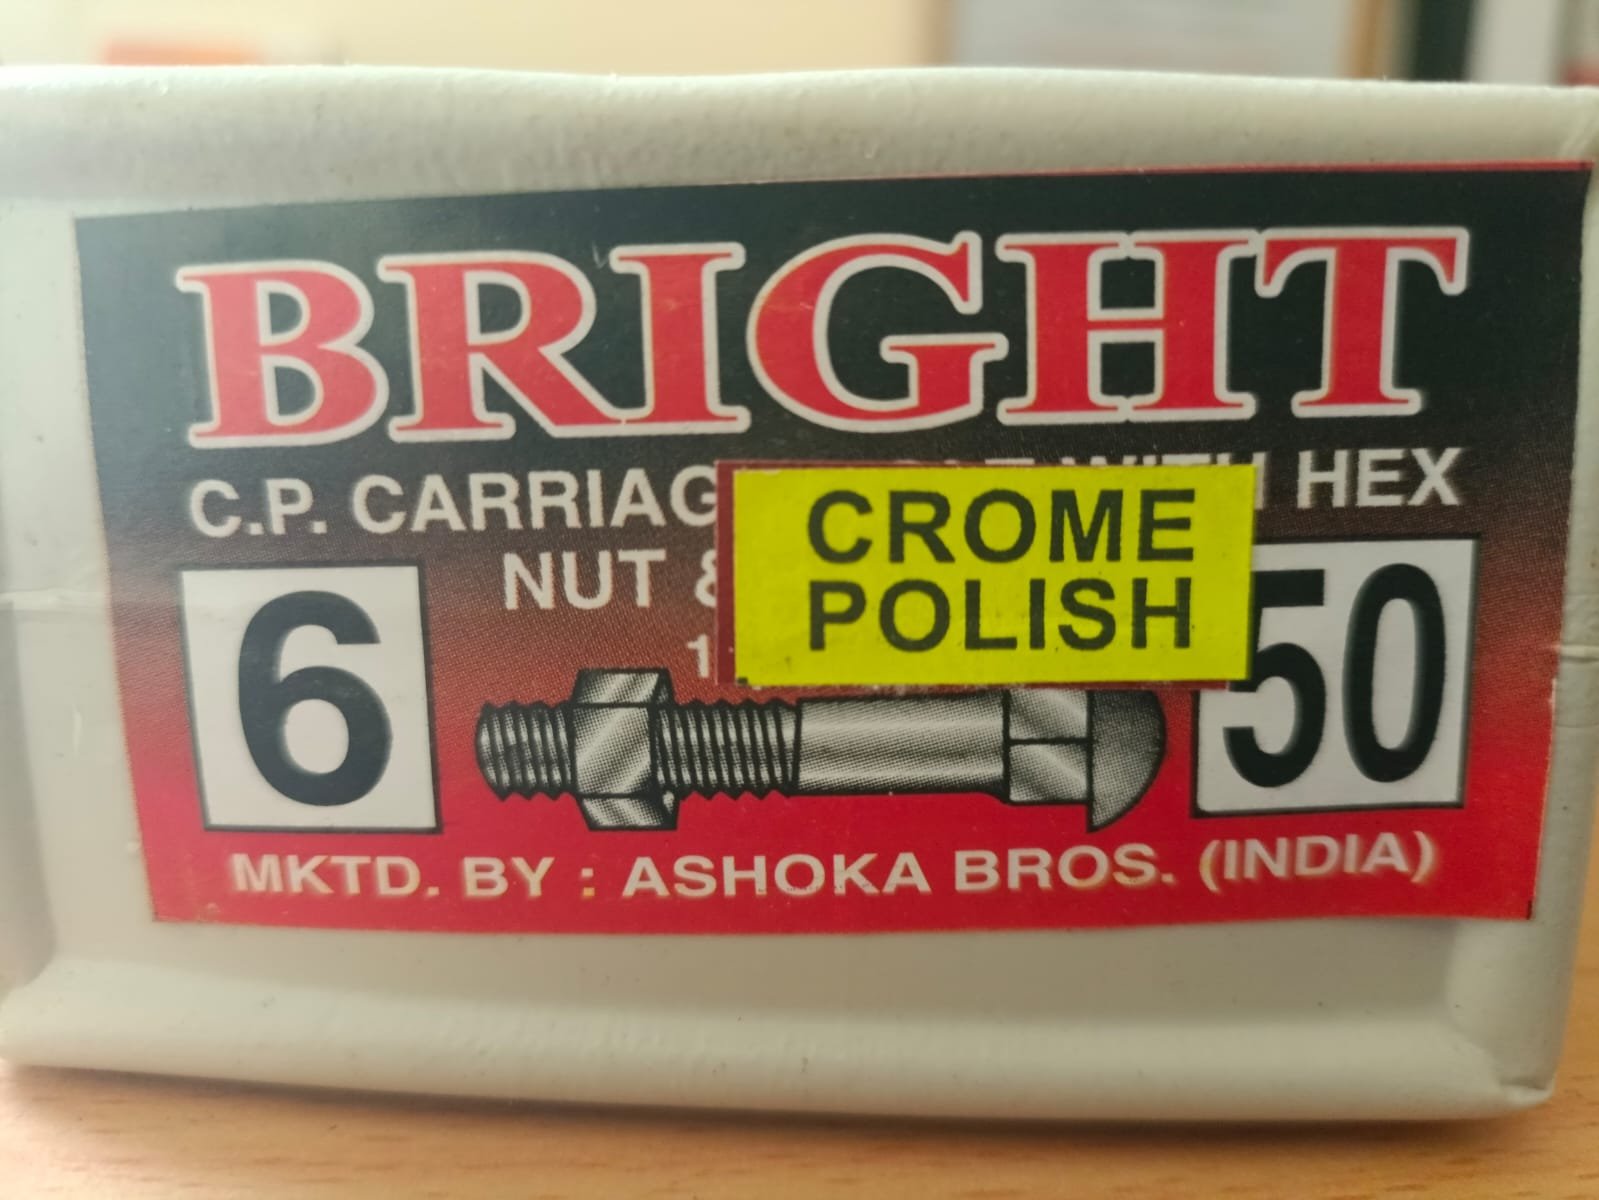 BRIGHT
C.P. CARRIAG HEX
NUT &
CROME
POLISH
6
50
MKTD. BY : ASHOKA BROS. (INDIA)